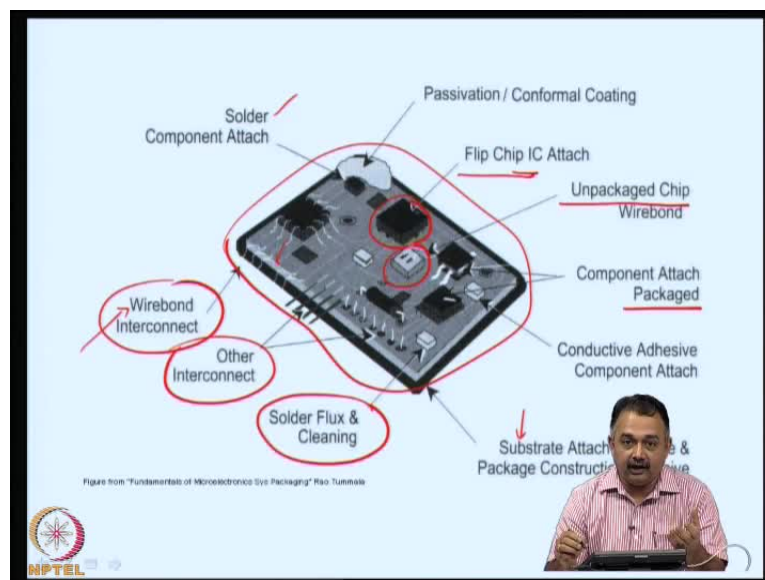 Passivation / Conformal Coating
Solder
Component Attach
Flip Chip IC Attach
Unpackaged Chip
Wirebond
Component Attach
Packaged
Wirebond
Interconnect
Other
Interconnect
Conductive Adhesive
Component Attach
Solder Flux &
Cleaning
Substrate Attach &
Package
Figure from "Fundamentals of Microelectronics Sys Packaging" Rao Tummala
NPTEL